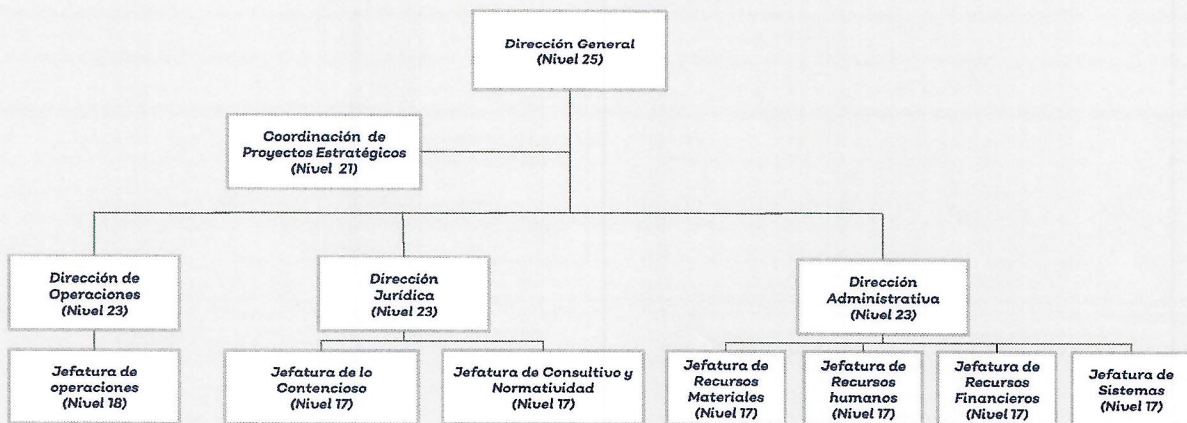 Dirección General
(Nivel 25)
Coordinación de
Proyectos Estratégicos
(Nivel 21)
Dirección de
Operaciones
(Nivel 23)
Dirección
Jurídica
(Nivel 23)
Dirección
Administrativa
(Nivel 23)
Jefatura de
operaciones
(Nivel 18)
Jefatura de lo
Contencioso
(Nivel 17)
Jefatura de Consultivo y
Normatividad
(Nivel 17)
Jefatura de
Recursos
Materiales
(Nivel 17)
Jefatura de
Recursos
humanos
(Nivel 17)
Jefatura de
Recursos
Financieros
(Nivel 17)
Jefatura de
Sistemas
(Nivel 17)